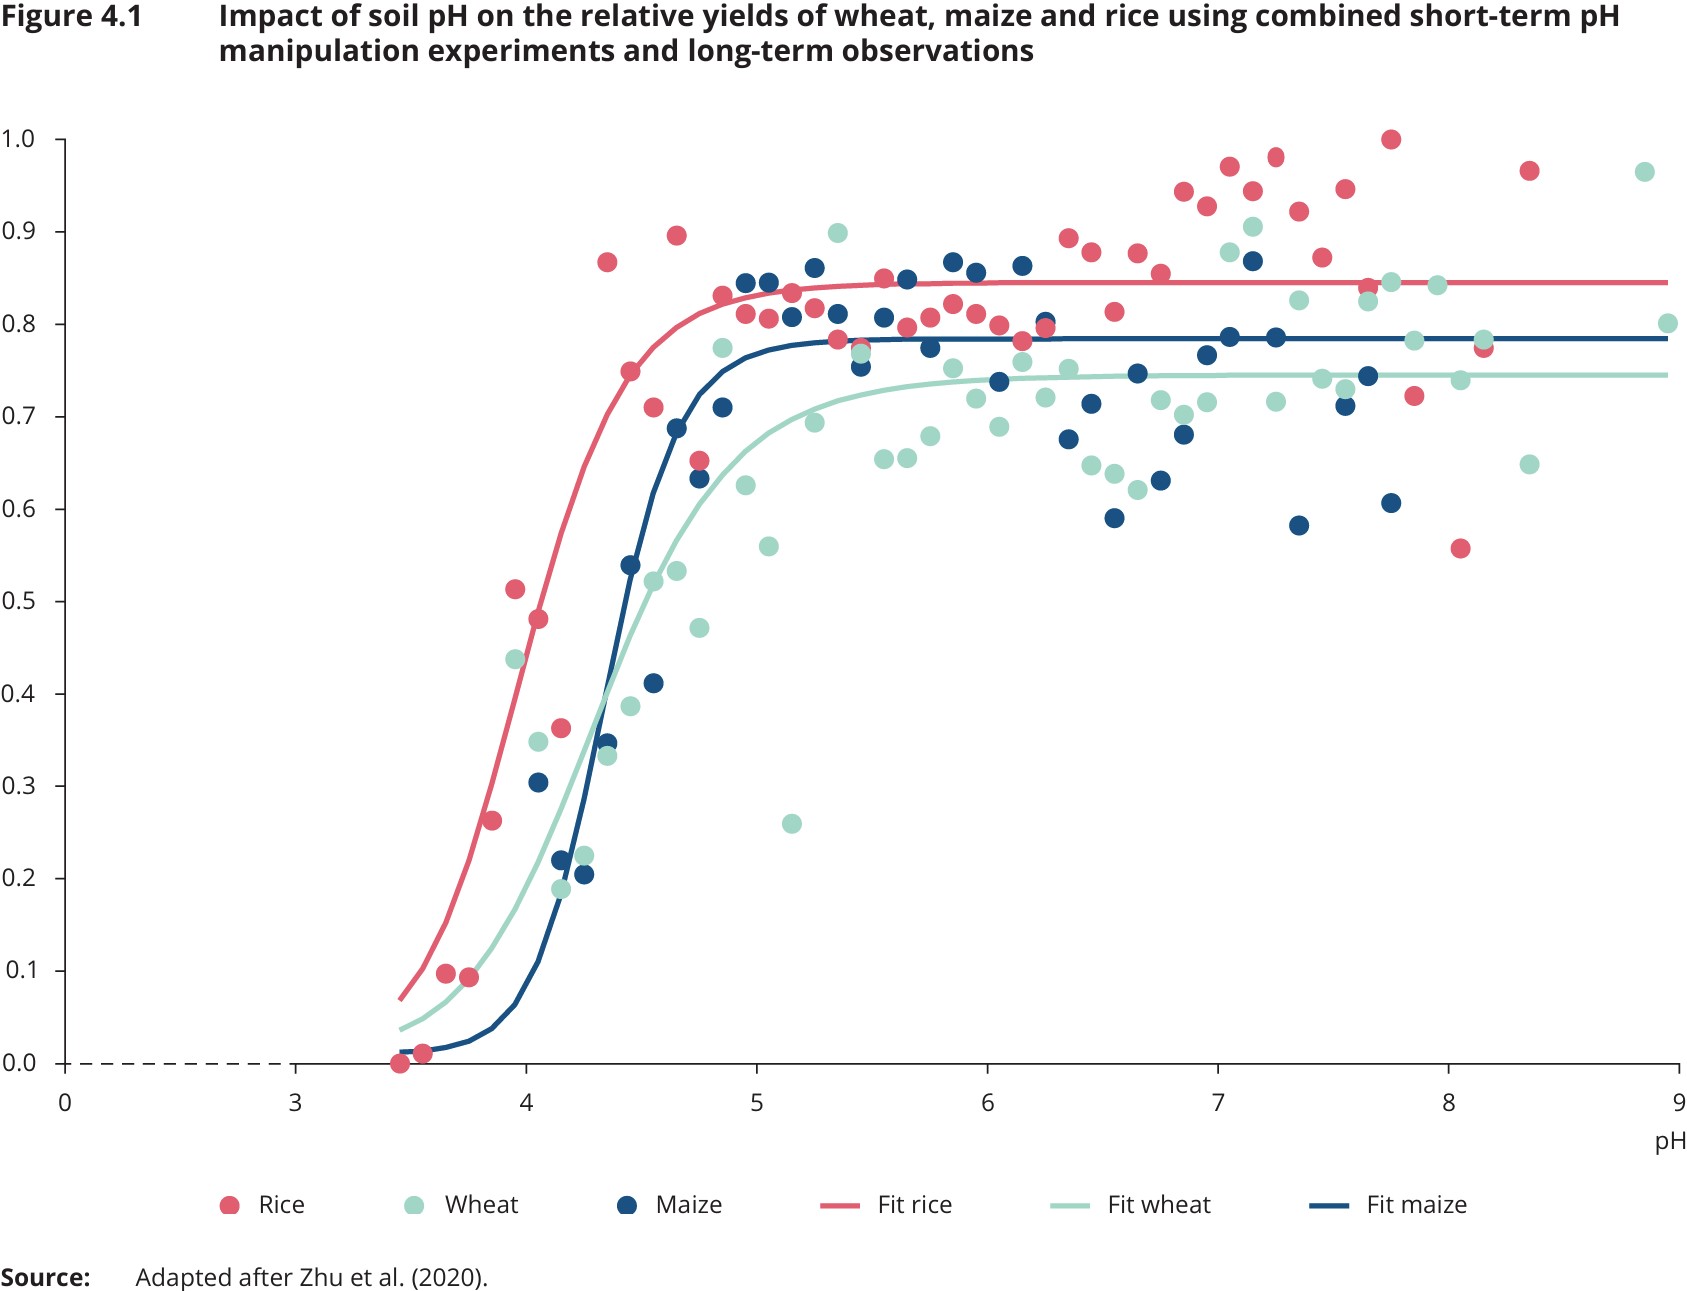 Figure 4.1 Impact of soil pH on the relative yields of wheat, maize and rice using combined short-term pH
manipulation experiments and long-term observations
1.0
0.9
0.8
0.7
0.6
0.5
0.4
0.3
0.2
0.1
0.0
0 3 4 5 6 7 8 9
pH
Rice Wheat Maize Fit rice Fit wheat Fit maize
Source: Adapted after Zhu et al. (2020).